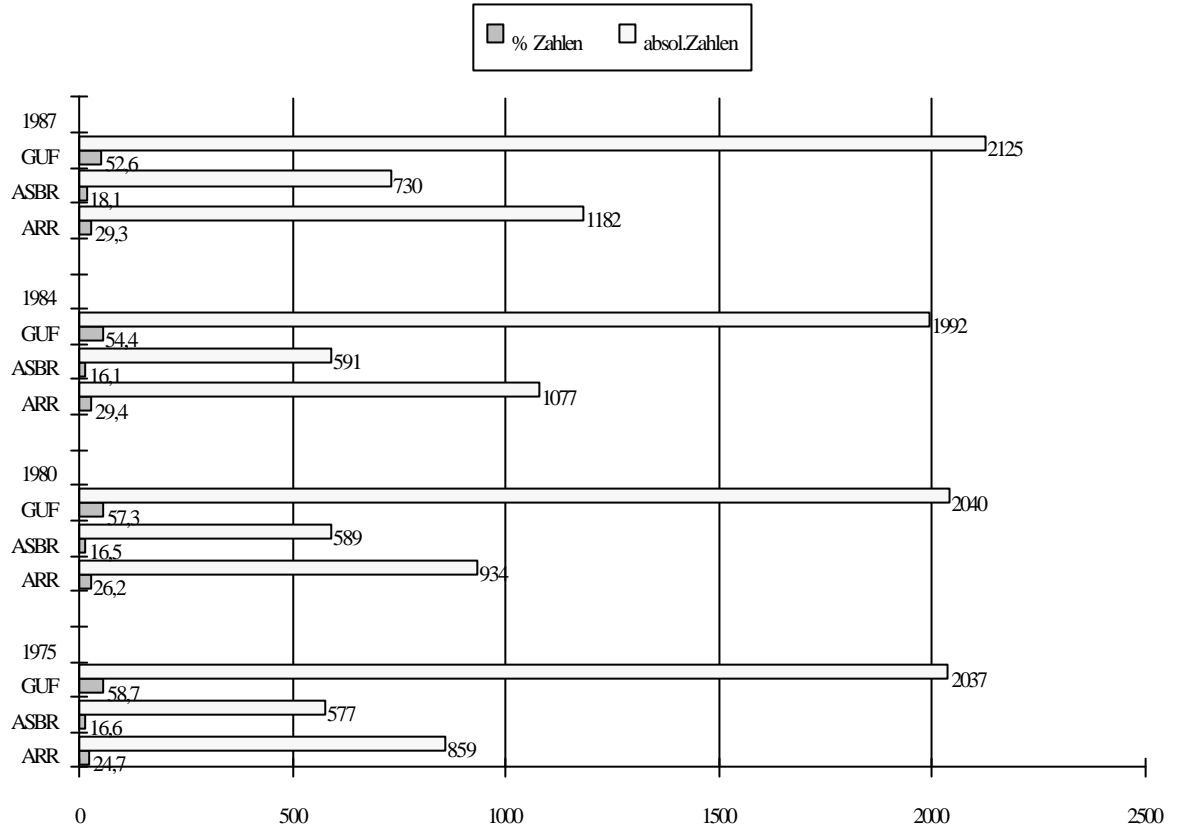 % Zahlen absol.Zahlen
1987
2125
GUF 52,6
730
ASBR 18,1
1182
ARR 29,3
1984
1992
GUF 54,4
591
ASBR 16,1
1077
ARR 29,4
1980
2040
GUF 57,3
589
ASBR 16,5
934
ARR 26,2
1975
2037
GUF 58,7
577
ASBR 16,6
859
ARR 24,7
0 500 1000 1500 2000 2500